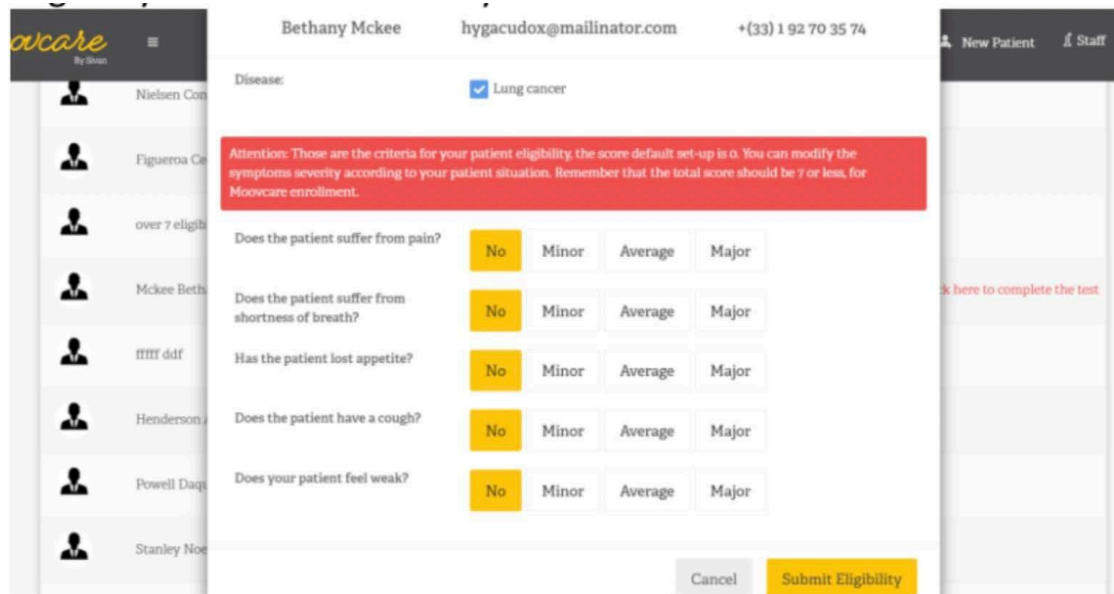 Bethany Mckee hygacudox@mailinator.com +(33) 1 92 70 35 74
ovcare
By Sivan
New Patient Staff
Disease: Lung cancer
Nielsen Con
Figueroa Ce
over 7 eligib
Mckee Beth
fffff ddf
Henderson A
Powell Daqu
Stanley Noe
Attention: Those are the criteria for your patient eligibility, the score default set-up is 0. You can modify the
symptoms severity according to your patient situation. Remember that the total score should be 7 or less, for
Moovcare enrollment.
Does the patient suffer from pain? No Minor Average Major
Does the patient suffer from
shortness of breath?
No Minor Average Major
Has the patient lost appetite? No Minor Average Major
Does the patient have a cough? No Minor Average Major
Does your patient feel weak? No Minor Average Major
k here to complete the test
Cancel Submit Eligibility